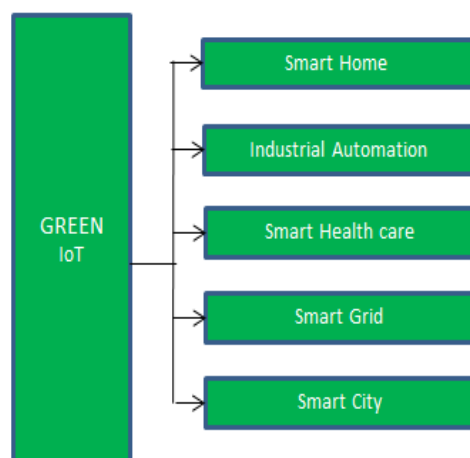 GREEN
IoT
Smart Home
Industrial Automation
Smart Health care
Smart Grid
Smart City